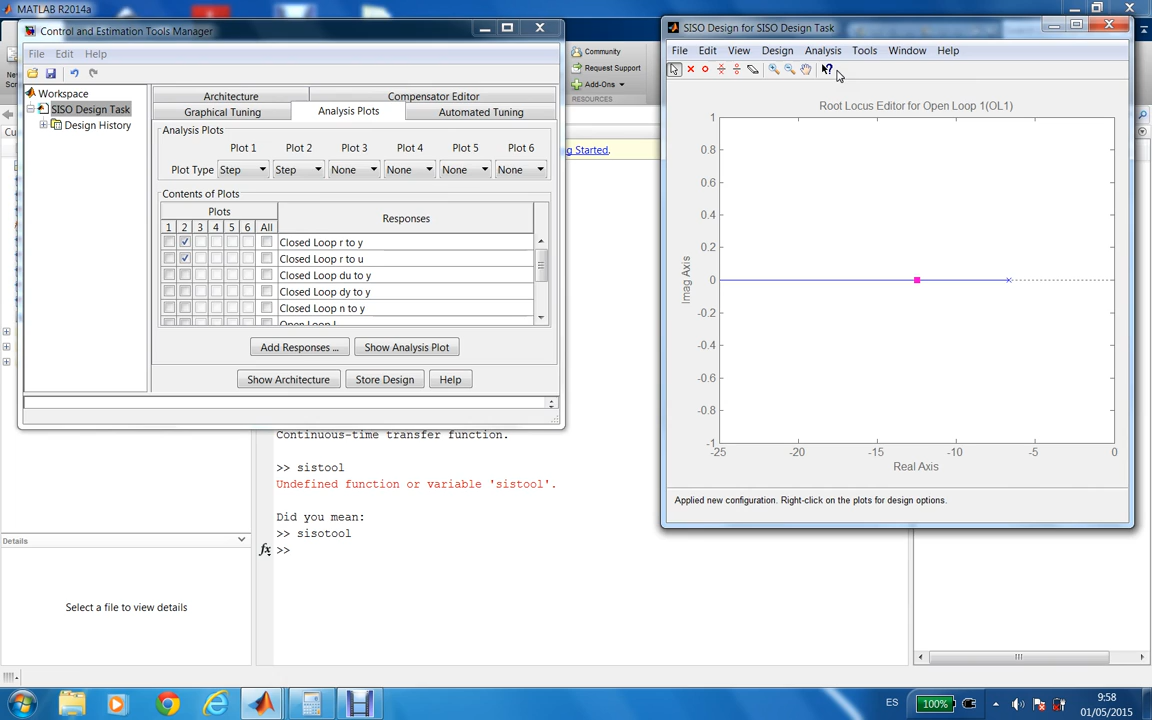 MATLAB R2014a
Control and Estimation Tools Manager
File Edit Help
Workspace
SISO Design Task
Design History
Architecture
Compensator Editor
Graphical Tuning
Analysis Plots
Automated Tuning
Analysis Plots
Plot 1 Plot 2 Plot 3 Plot 4 Plot 5 Plot 6
Plot Type Step Step None None None None
Contents of Plots
Plots
Responses
1 2 3 4 5 6 All
Closed Loop r to y
Closed Loop r to u
Closed Loop du to y
Closed Loop dy to y
Closed Loop n to y
Open Loop L
Add Responses ...
Show Analysis Plot
Show Architecture
Store Design
Help
Community
Request Support
Add-Ons
RESOURCES
g Started.
SISO Design for SISO Design Task
File Edit View Design Analysis Tools Window Help
Root Locus Editor for Open Loop 1(OL1)
1
0.8
0.6
0.4
0.2
0
-0.2
-0.4
-0.6
-0.8
-1
Imag Axis
-25 -20 -15 -10 -5 0
Real Axis
Applied new configuration. Right-click on the plots for design options.
Continuous-time transfer function.
>> sistool
Undefined function or variable 'sistool'.
Did you mean:
>> sisotool
fx >>
Details
Select a file to view details
ES
100%
9:58
01/05/2015